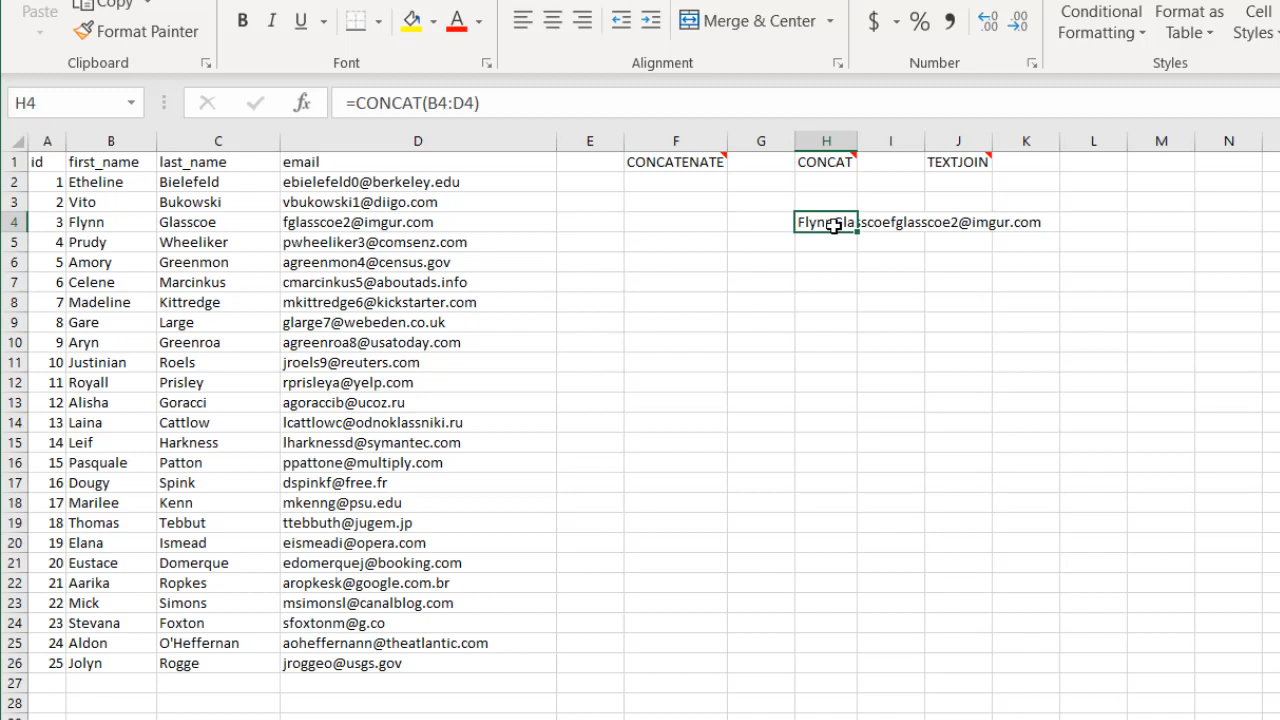 Copy
Conditional Format as Cell
Paste Format Painter B I U A Merge & Center $ % 9 .00 .00 Formatting Table Styles
Clipboard Font Alignment Number Styles
H4 fx =CONCAT(B4:D4)
A B C D E F G H I J K L M N
1 id first_name last_name email CONCATENATE CONCAT TEXTJOIN
2 1 Etheline Bielefeld ebielefeld0@berkeley.edu
3 2 Vito Bukowski vbukowski1@diigo.com
4 3 Flynn Glasscoe fglasscoe2@imgur.com FlynnGlasscoefglasscoe2@imgur.com
5 4 Prudy Wheeliker pwheeliker3@comsenz.com
6 5 Amory Greenmon agreenmon4@census.gov
7 6 Celene Marcinkus cmarcinkus5@aboutads.info
8 7 Madeline Kittredge mkittredge6@kickstarter.com
9 8 Gare Large glarge7@webeden.co.uk
10 9 Aryn Greenroa agreenroa8@usatoday.com
11 10 Justinian Roels jroels9@reuters.com
12 11 Royall Prisley rprisleya@yelp.com
13 12 Alisha Goracci agoraccib@ucoz.ru
14 13 Laina Cattlow lcattlowc@odnoklassniki.ru
15 14 Leif Harkness lharknessd@symantec.com
16 15 Pasquale Patton ppattone@multiply.com
17 16 Dougy Spink dspinkf@free.fr
18 17 Marilee Kenn mkenng@psu.edu
19 18 Thomas Tebbut ttebbuth@jugem.jp
20 19 Elana Ismead eismeadi@opera.com
21 20 Eustace Domerque edomerquej@booking.com
22 21 Aarika Ropkes aropkesk@google.com.br
23 22 Mick Simons msimonsl@canalblog.com
24 23 Stevana Foxton sfoxtonm@g.co
25 24 Aldon O'Heffernan aoheffernann@theatlantic.com
26 25 Jolyn Rogge jroggeo@usgs.gov
27
28